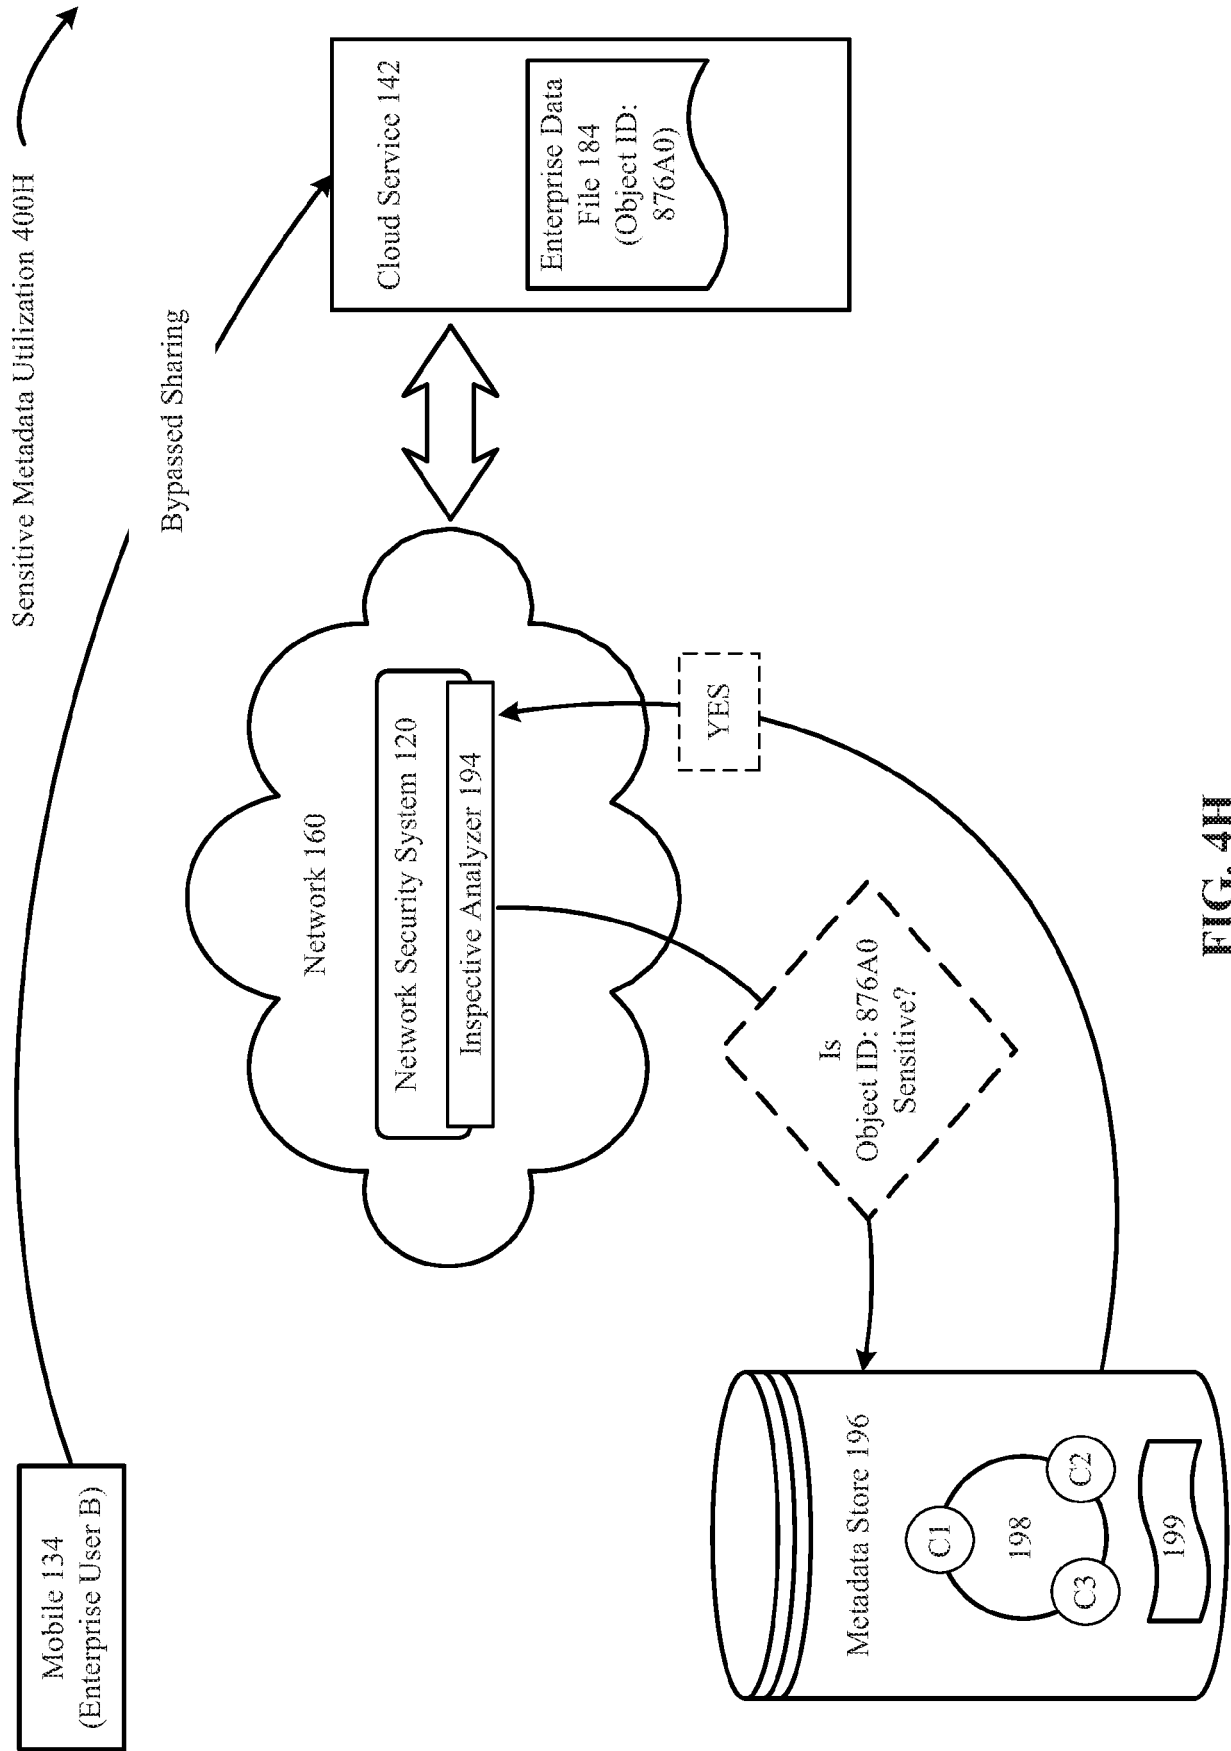 Sensitive Metadata Utilization 400H
Mobile 134
(Enterprise User B)
Bypassed Sharing
Network 160
Network Security System 120
Inspective Analyzer 194
Cloud Service 142
Enterprise Data
File 184
(Object ID:
876A0)
YES
Is
Object ID: 876A0
Sensitive?
Metadata Store 196
C1
198
C3
C2
199
FIG. 4H